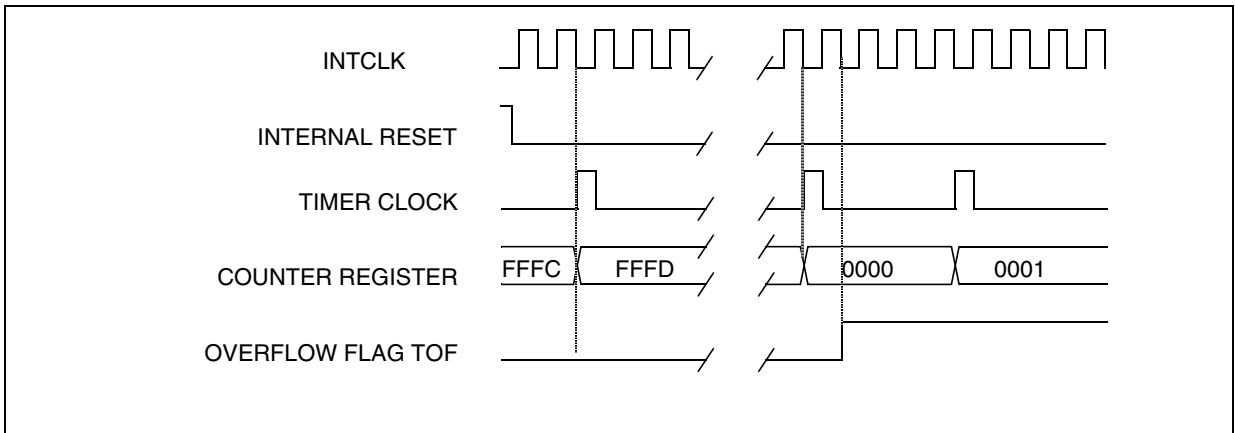 INTCLK
INTERNAL RESET
TIMER CLOCK
COUNTER REGISTER FFFC FFFD 0000 0001
OVERFLOW FLAG TOF